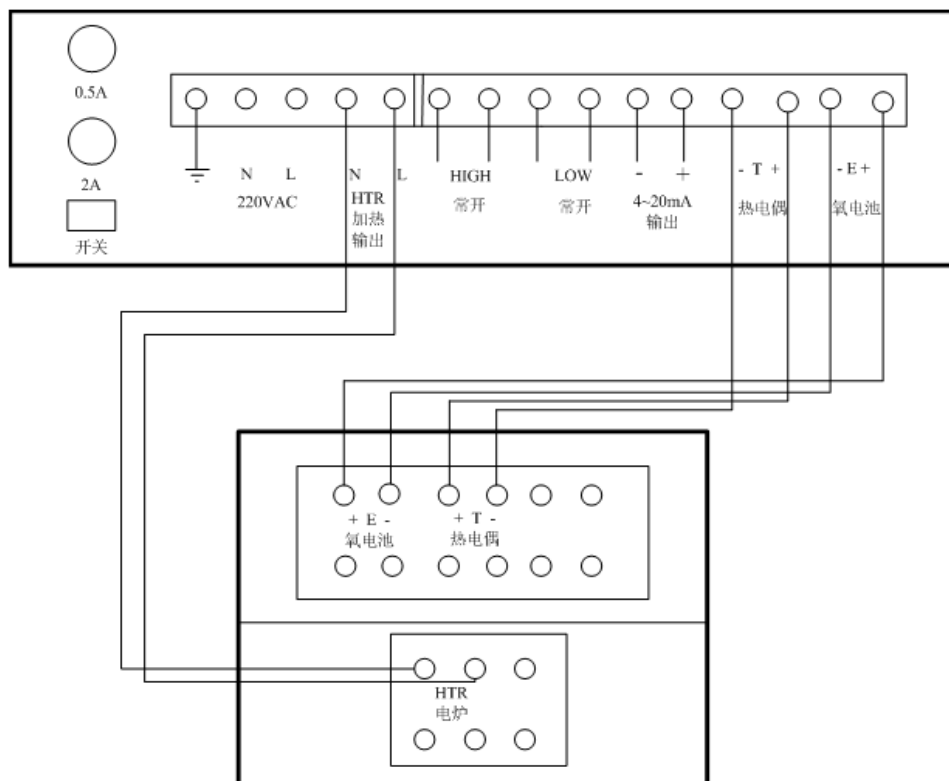 0.5A
2A
开关
N L
220VAC
N L
HTR
加热
输出
HIGH
常开
LOW
常开
- +
4~20mA
输出
- T +
热电偶
- E +
氧电池
+ E -
氧电池
+ T -
热电偶
HTR
电炉